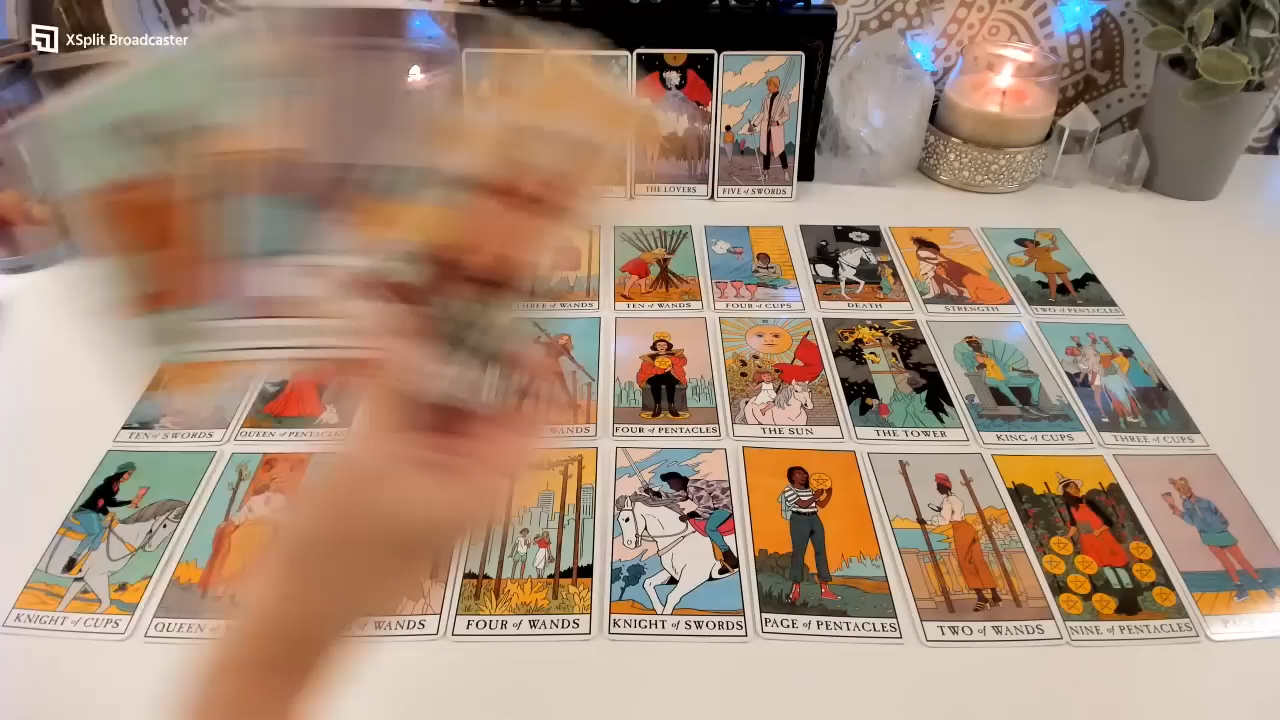 XSplit Broadcaster
THE LOVERS
FIVE of SWORDS
THREE of WANDS
TEN of WANDS
FOUR of CUPS
DEATH
STRENGTH
TWO of PENTACLES
TEN of SWORDS
QUEEN of PENTACLES
WANDS
FOUR of PENTACLES
THE SUN
THE TOWER
KING of CUPS
THREE of CUPS
KNIGHT of CUPS
QUEEN of
of WANDS
FOUR of WANDS
KNIGHT of SWORDS
PAGE of PENTACLES
TWO of WANDS
NINE of PENTACLES